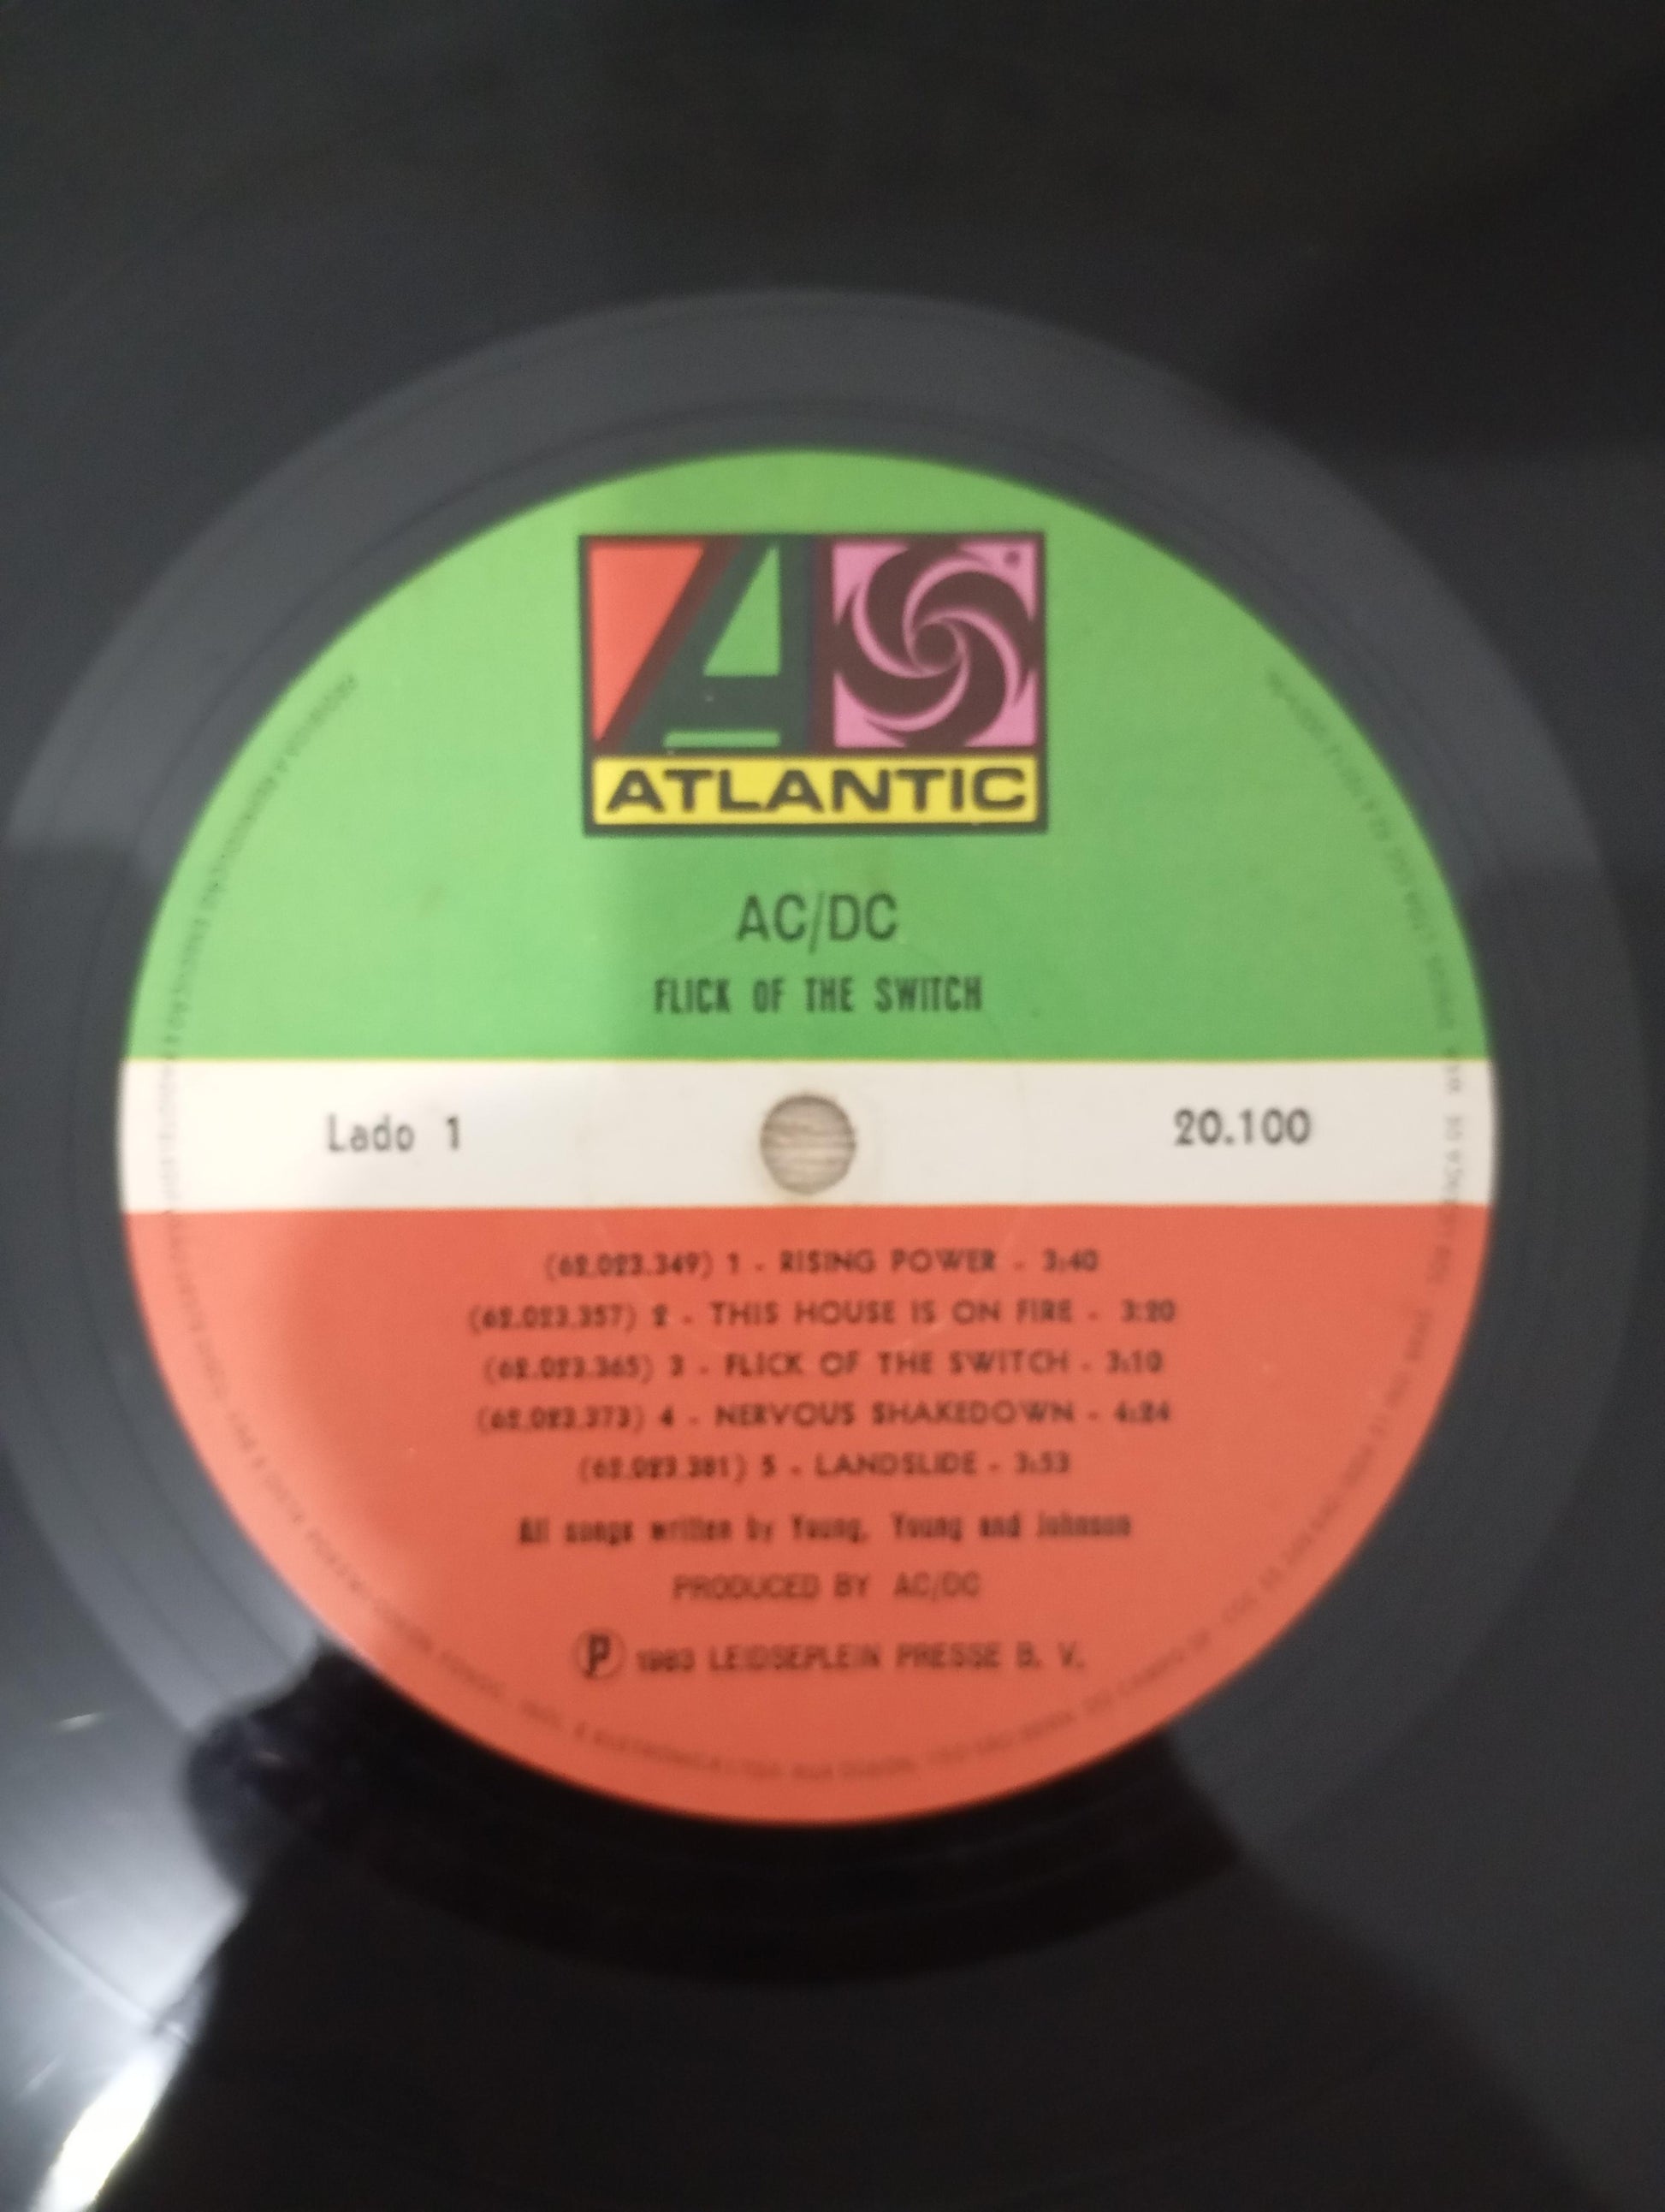 ATLANTIC
AC/DC
FLICK OF THE SWITCH
Lado 1
20.100
(62.023.349) 1 - RISING POWER - 3:40
(62.023.357) 2 - THIS HOUSE IS ON FIRE - 3:20
(62.023.365) 3 - FLICK OF THE SWITCH - 3:10
(62.023.373) 4 - NERVOUS SHAKEDOWN - 4:24
(62.023.381) 5 - LANDSLIDE - 3:53
All songs written by Young, Young and Johnson
PRODUCED BY AC/DC
Ⓟ 1983 LEIDSEPLEIN PRESSE B. V.